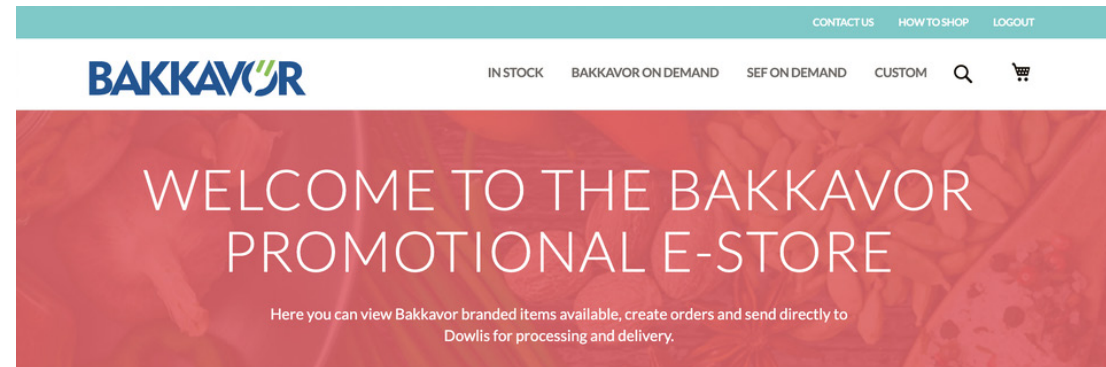 CONTACT US HOW TO SHOP LOGOUT
BAKKAVOR
IN STOCK BAKKAVOR ON DEMAND SEF ON DEMAND CUSTOM
WELCOME TO THE BAKKAVOR
PROMOTIONAL E-STORE
Here you can view Bakkavor branded items available, create orders and send directly to
Dowlis for processing and delivery.